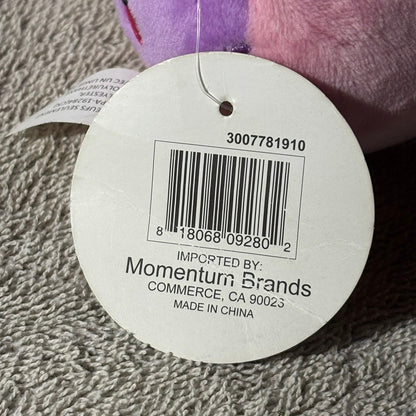 3007781910
8 18068 09280 2
IMPORTED BY:
Momentum Brands
COMMERCE, CA 90023
MADE IN CHINA